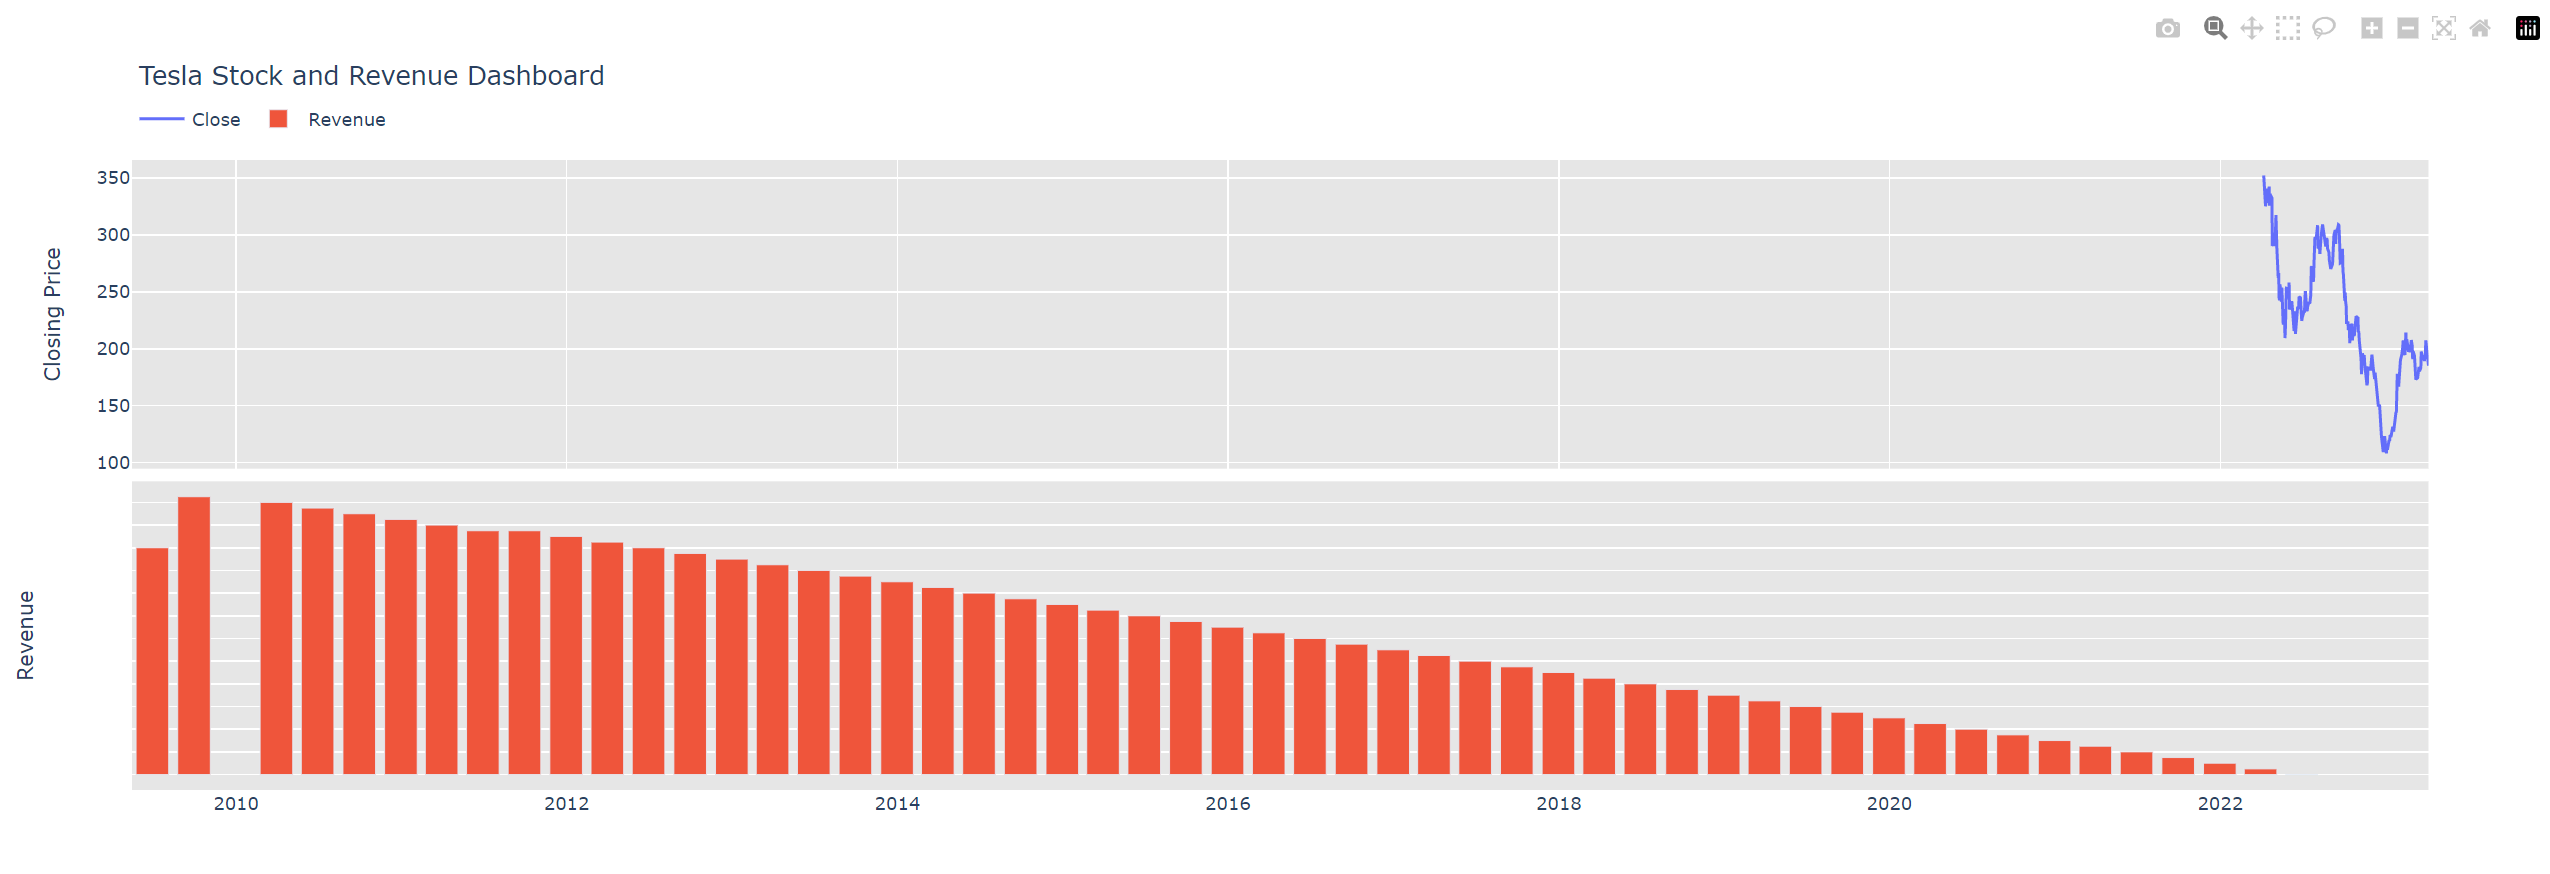 Tesla Stock and Revenue Dashboard
Close Revenue
350
300
250
200
150
100
Closing Price
Revenue
2010 2012 2014 2016 2018 2020 2022